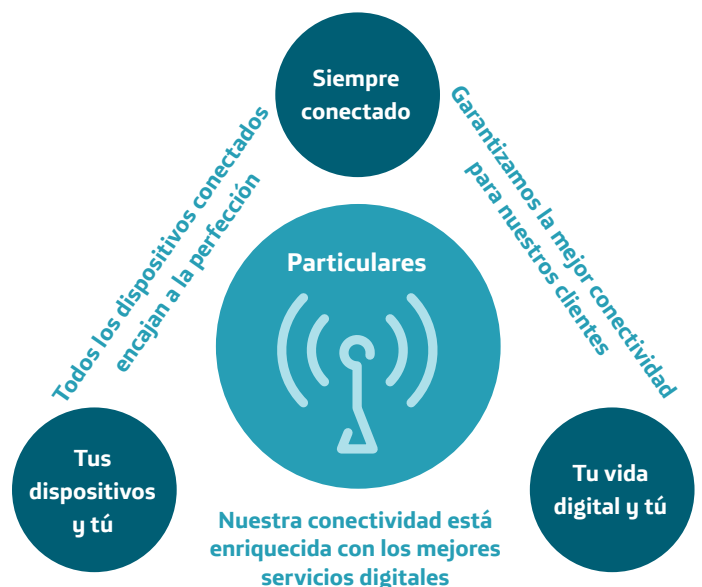 Siempre
conectado
Todos los dispositivos conectados
encajan a la perfección
Garantizamos la mejor conectividad
para nuestros clientes
Particulares
Tus
dispositivos
y tú
Tu vida
digital y tú
Nuestra conectividad está
enriquecida con los mejores
servicios digitales